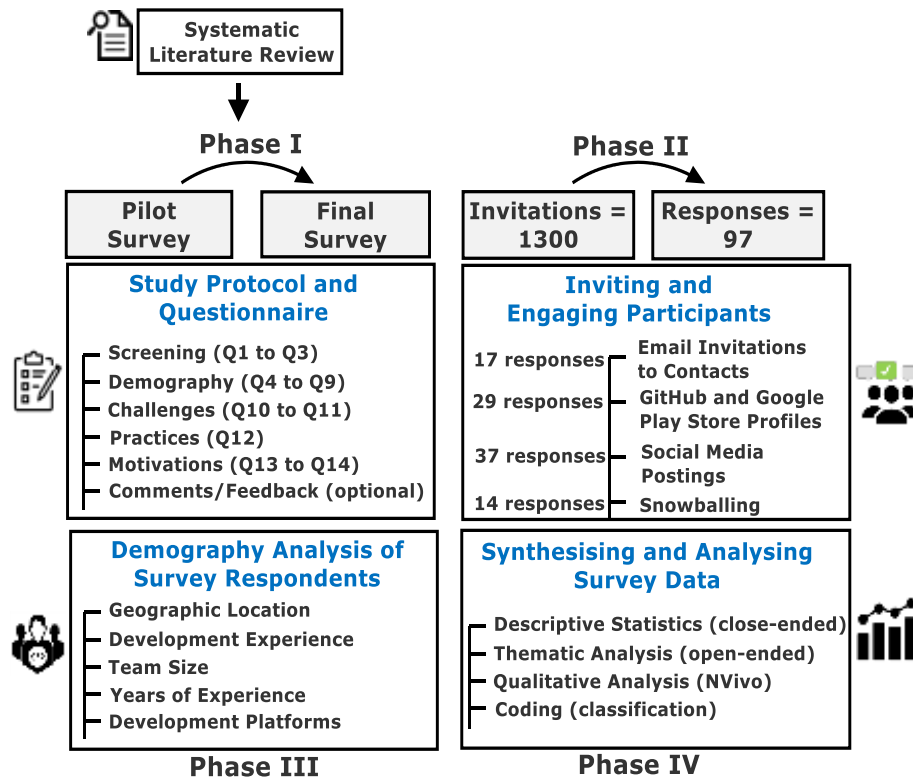 Systematic
Literature Review
Phase I
Pilot
Survey
Final
Survey
Study Protocol and
Questionnaire
Screening (Q1 to Q3)
Demography (Q4 to Q9)
Challenges (Q10 to Q11)
Practices (Q12)
Motivations (Q13 to Q14)
Comments/Feedback (optional)
Phase II
Invitations =
1300
Responses =
97
Inviting and
Engaging Participants
17 responses
Email Invitations
to Contacts
29 responses
GitHub and Google
Play Store Profiles
37 responses
Social Media
Postings
14 responses
Snowballing
Demography Analysis of
Survey Respondents
Geographic Location
Development Experience
Team Size
Years of Experience
Development Platforms
Phase III
Synthesising and Analysing
Survey Data
Descriptive Statistics (close-ended)
Thematic Analysis (open-ended)
Qualitative Analysis (NVivo)
Coding (classification)
Phase IV